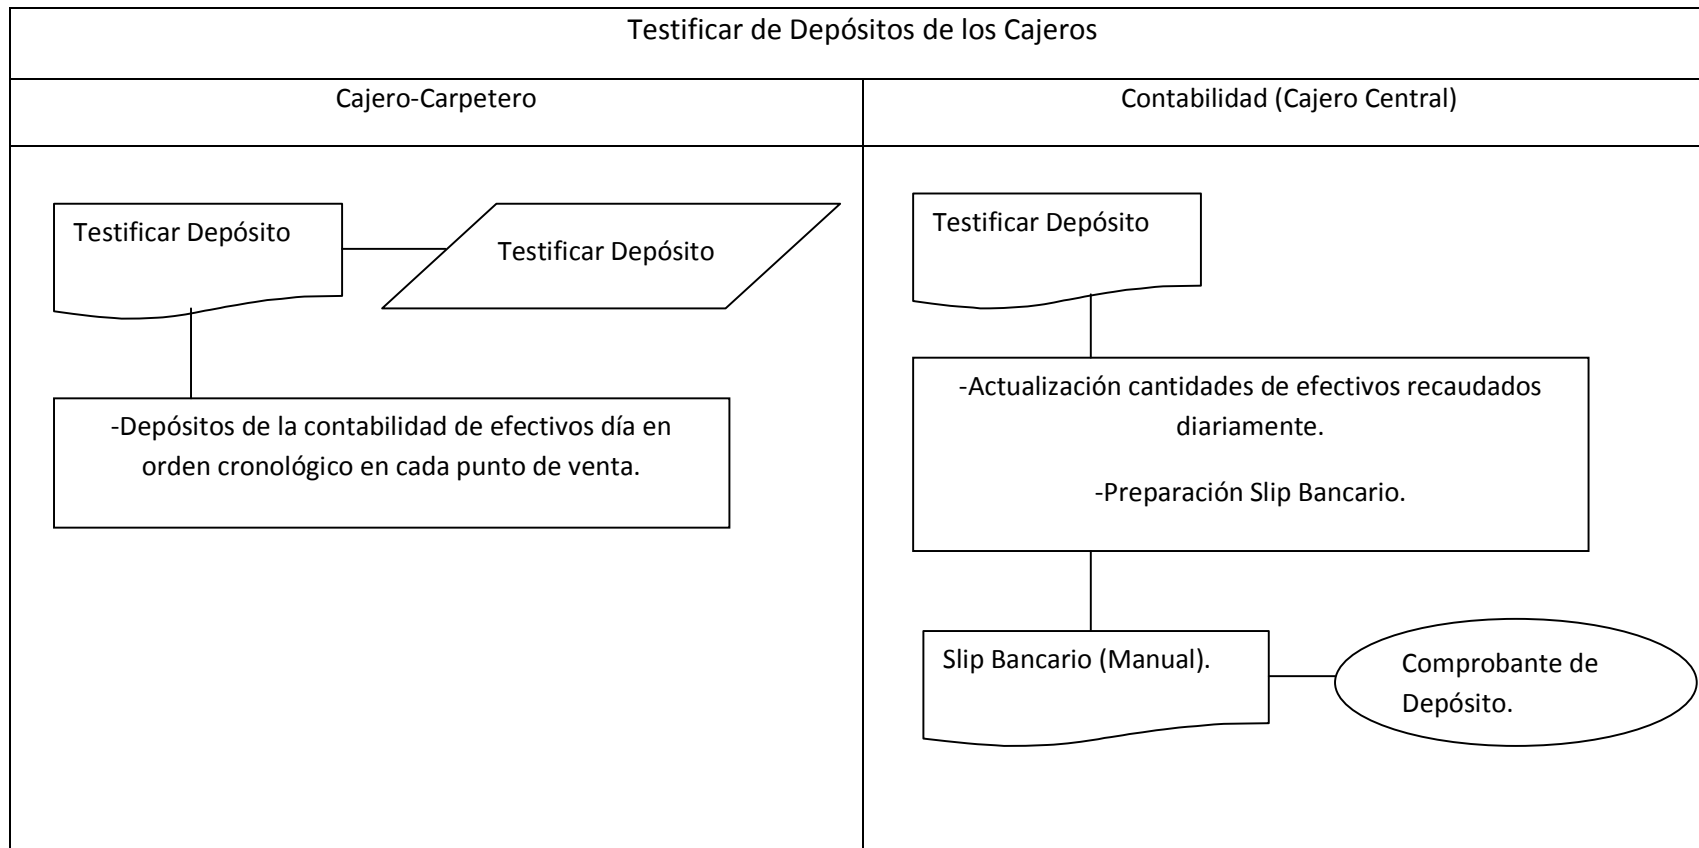 Testificar de Depósitos de los Cajeros
Cajero-Carpetero
Contabilidad (Cajero Central)
Testificar Depósito
Testificar Depósito
-Depósitos de la contabilidad de efectivos día en
orden cronológico en cada punto de venta.
Testificar Depósito
-Actualización cantidades de efectivos recaudados
diariamente.
-Preparación Slip Bancario.
Slip Bancario (Manual).
Comprobante de
Depósito.